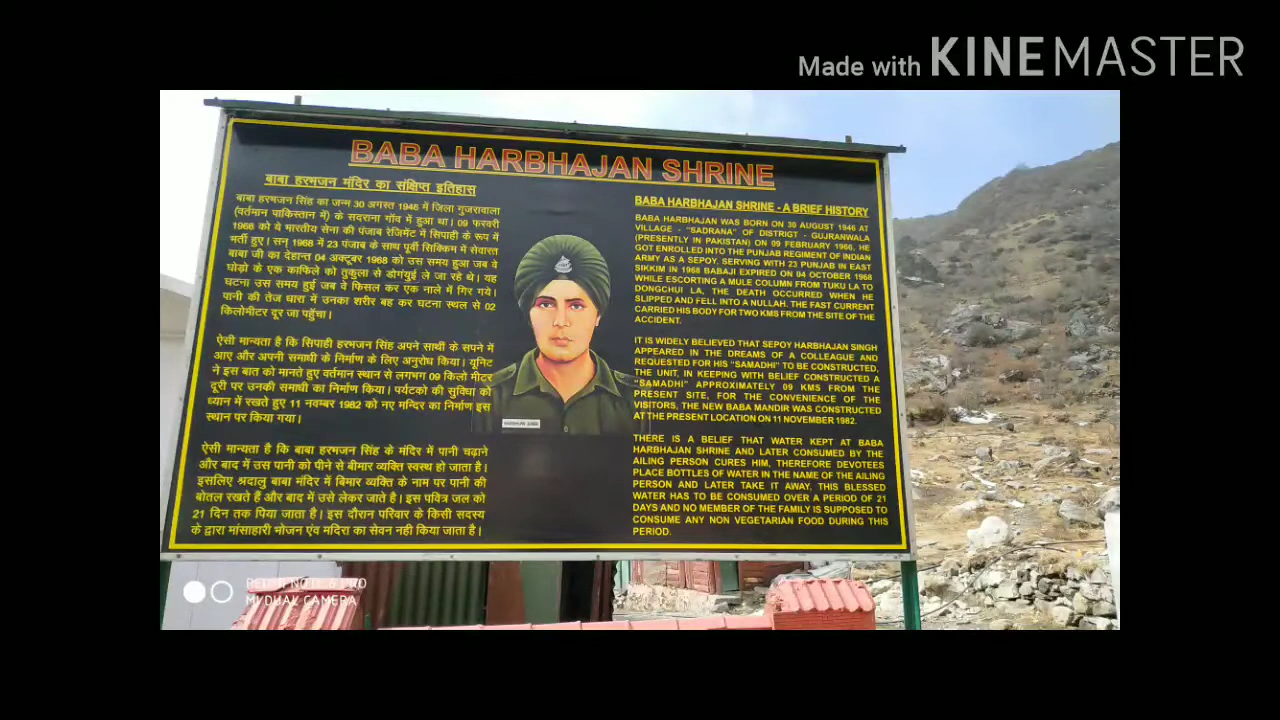 Made with KINEMASTER
BABA HARBHAJAN SHRINE
बाबा हरभजन मंदिर का संक्षिप्त इतिहास
बाबा हरभजन सिंह का जन्म 30 अगस्त 1946 में जिला गुजरावाला
(वर्तमान पाकिस्तान में) के सदराना गाँव में हुआ था। 09 फरवरी
1966 को ये भारतीय सेना की पंजाब रेजिमेंट में सिपाही के रूप में
भर्ती हुए। सन् 1968 में 23 पंजाब के साथ पूर्वी सिक्किम में सेवारत
बाबा जी का देहान्त 04 अक्टूबर 1968 को उस समय हुआ जब वे
घोड़ो के एक काफिले को तुकुला से डोगंचुई ले जा रहे थे। यह
घटना उस समय हुई जब वे फिसल कर एक नाले में गिर गये।
पानी की तेज धारा में उनका शरीर बह कर घटना स्थल से 02
किलोमीटर दूर जा पहुँचा।
ऐसी मान्यता है कि सिपाही हरभजन सिंह अपने साथी के सपने में
आए और अपनी समाधी के निर्माण के लिए अनुरोध किया। यूनिट
ने इस बात को मानते हुए वर्तमान स्थान से लगभग 09 किलो मीटर
दूरी पर उनकी समाधी का निर्माण किया। पर्यटको की सुविधा को
ध्यान में रखते हुए 11 नवम्बर 1982 को नए मन्दिर का निर्माण इस
स्थान पर किया गया।
ऐसी मान्यता है कि बाबा हरभजन सिंह के मंदिर में पानी चढ़ाने
और बाद में उस पानी को पीने से बीमार व्यक्ति स्वस्थ हो जाता है।
इसलिए श्रदालु बाबा मंदिर में बिमार व्यक्ति के नाम पर पानी की
बोतल रखते हैं और बाद में उसे लेकर जाते है। इस पवित्र जल को
21 दिन तक पिया जाता है। इस दौरान परिवार के किसी सदस्य
के द्वारा मांसाहारी भोजन एंव मदिरा का सेवन नही किया जाता है।
BABA HARBHAJAN SHRINE - A BRIEF HISTORY
BABA HARBHAJAN WAS BORN ON 30 AUGUST 1946 AT
VILLAGE - "SADRANA" OF DISTRICT - GUJRANWALA
(PRESENTLY IN PAKISTAN) ON 09 FEBRUARY 1966, HE
GOT ENROLLED INTO THE PUNJAB REGIMENT OF INDIAN
ARMY AS A SEPOY. SERVING WITH 23 PUNJAB IN EAST
SIKKIM IN 1968 BABAJI EXPIRED ON 04 OCTOBER 1968
WHILE ESCORTING A MULE COLUMN FROM TUKU LA TO
DONGCHUI LA, THE DEATH OCCURRED WHEN HE
SLIPPED AND FELL INTO A NULLAH. THE FAST CURRENT
CARRIED HIS BODY FOR TWO KMS FROM THE SITE OF THE
ACCIDENT.
IT IS WIDELY BELIEVED THAT SEPOY HARBHAJAN SINGH
APPEARED IN THE DREAMS OF A COLLEAGUE AND
REQUESTED FOR HIS "SAMADHI" TO BE CONSTRUCTED,
THE UNIT, IN KEEPING WITH BELIEF CONSTRUCTED A
"SAMADHI" APPROXIMATELY 09 KMS FROM THE
PRESENT SITE, FOR THE CONVENIENCE OF THE
VISITORS, THE NEW BABA MANDIR WAS CONSTRUCTED
AT THE PRESENT LOCATION ON 11 NOVEMBER 1982.
THERE IS A BELIEF THAT WATER KEPT AT BABA
HARBHAJAN SHRINE AND LATER CONSUMED BY THE
AILING PERSON CURES HIM, THEREFORE DEVOTEES
PLACE BOTTLES OF WATER IN THE NAME OF THE AILING
PERSON AND LATER TAKE IT AWAY. THIS BLESSED
WATER HAS TO BE CONSUMED OVER A PERIOD OF 21
DAYS AND NO MEMBER OF THE FAMILY IS SUPPOSED TO
CONSUME ANY NON VEGETARIAN FOOD DURING THIS
PERIOD.
HARBHAJAN SINGH
REDMI NOTE 6 PRO
MI DUAL CAMERA